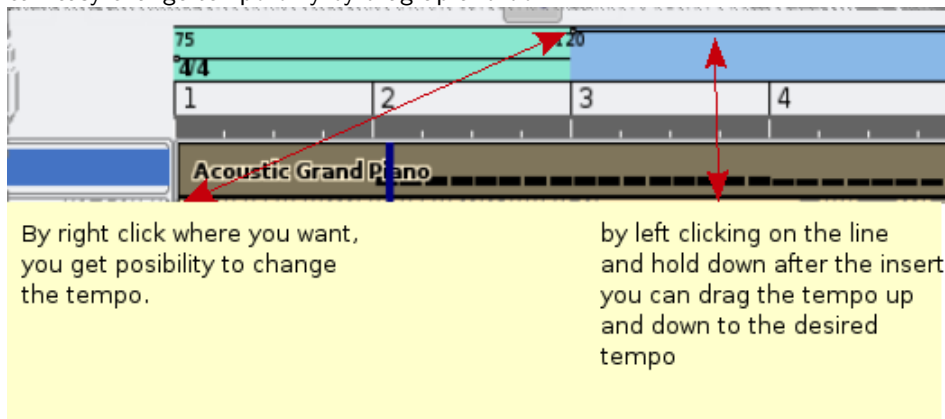 75
120
4/4
1
2
3
4
Acoustic Grand Piano
By right click where you want,
you get posibility to change
the tempo.
by left clicking on the line
and hold down after the insert
you can drag the tempo up
and down to the desired
tempo